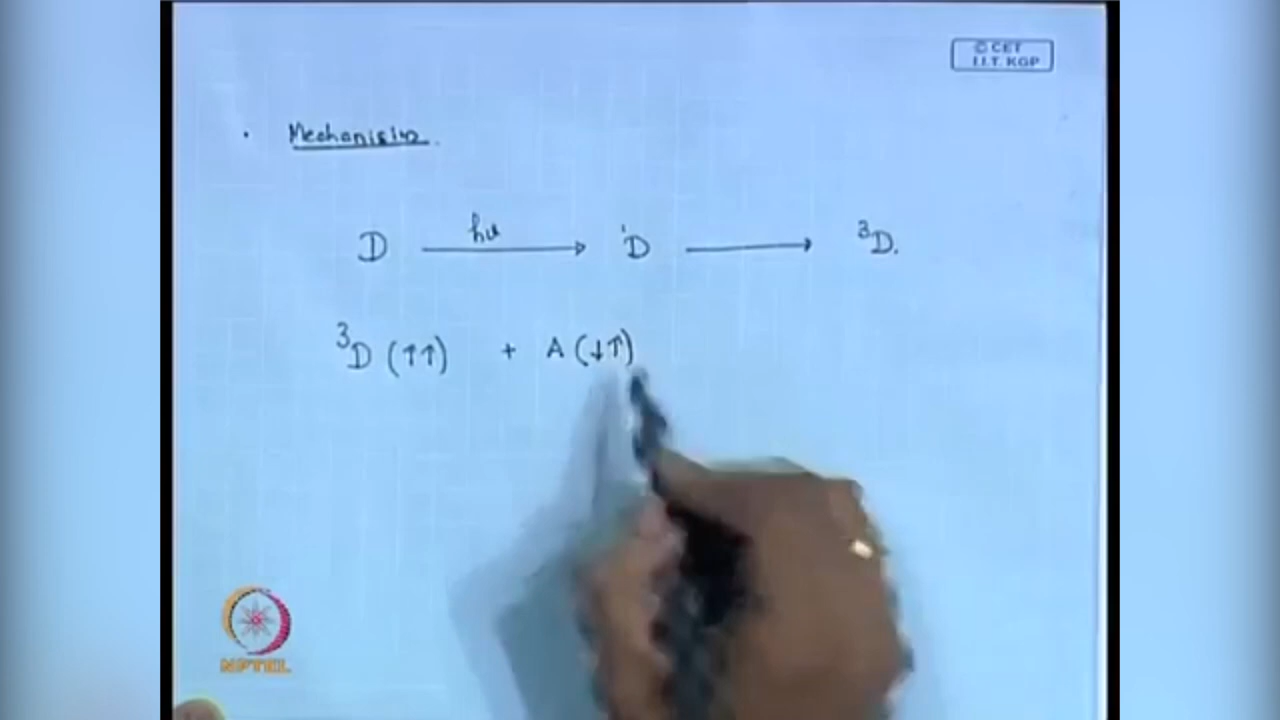 © CET
I.I.T. KGP
• Mechanism.
D hν → ¹D → ³D.
³D (↑↑) + A (↓↑)
NPTEL